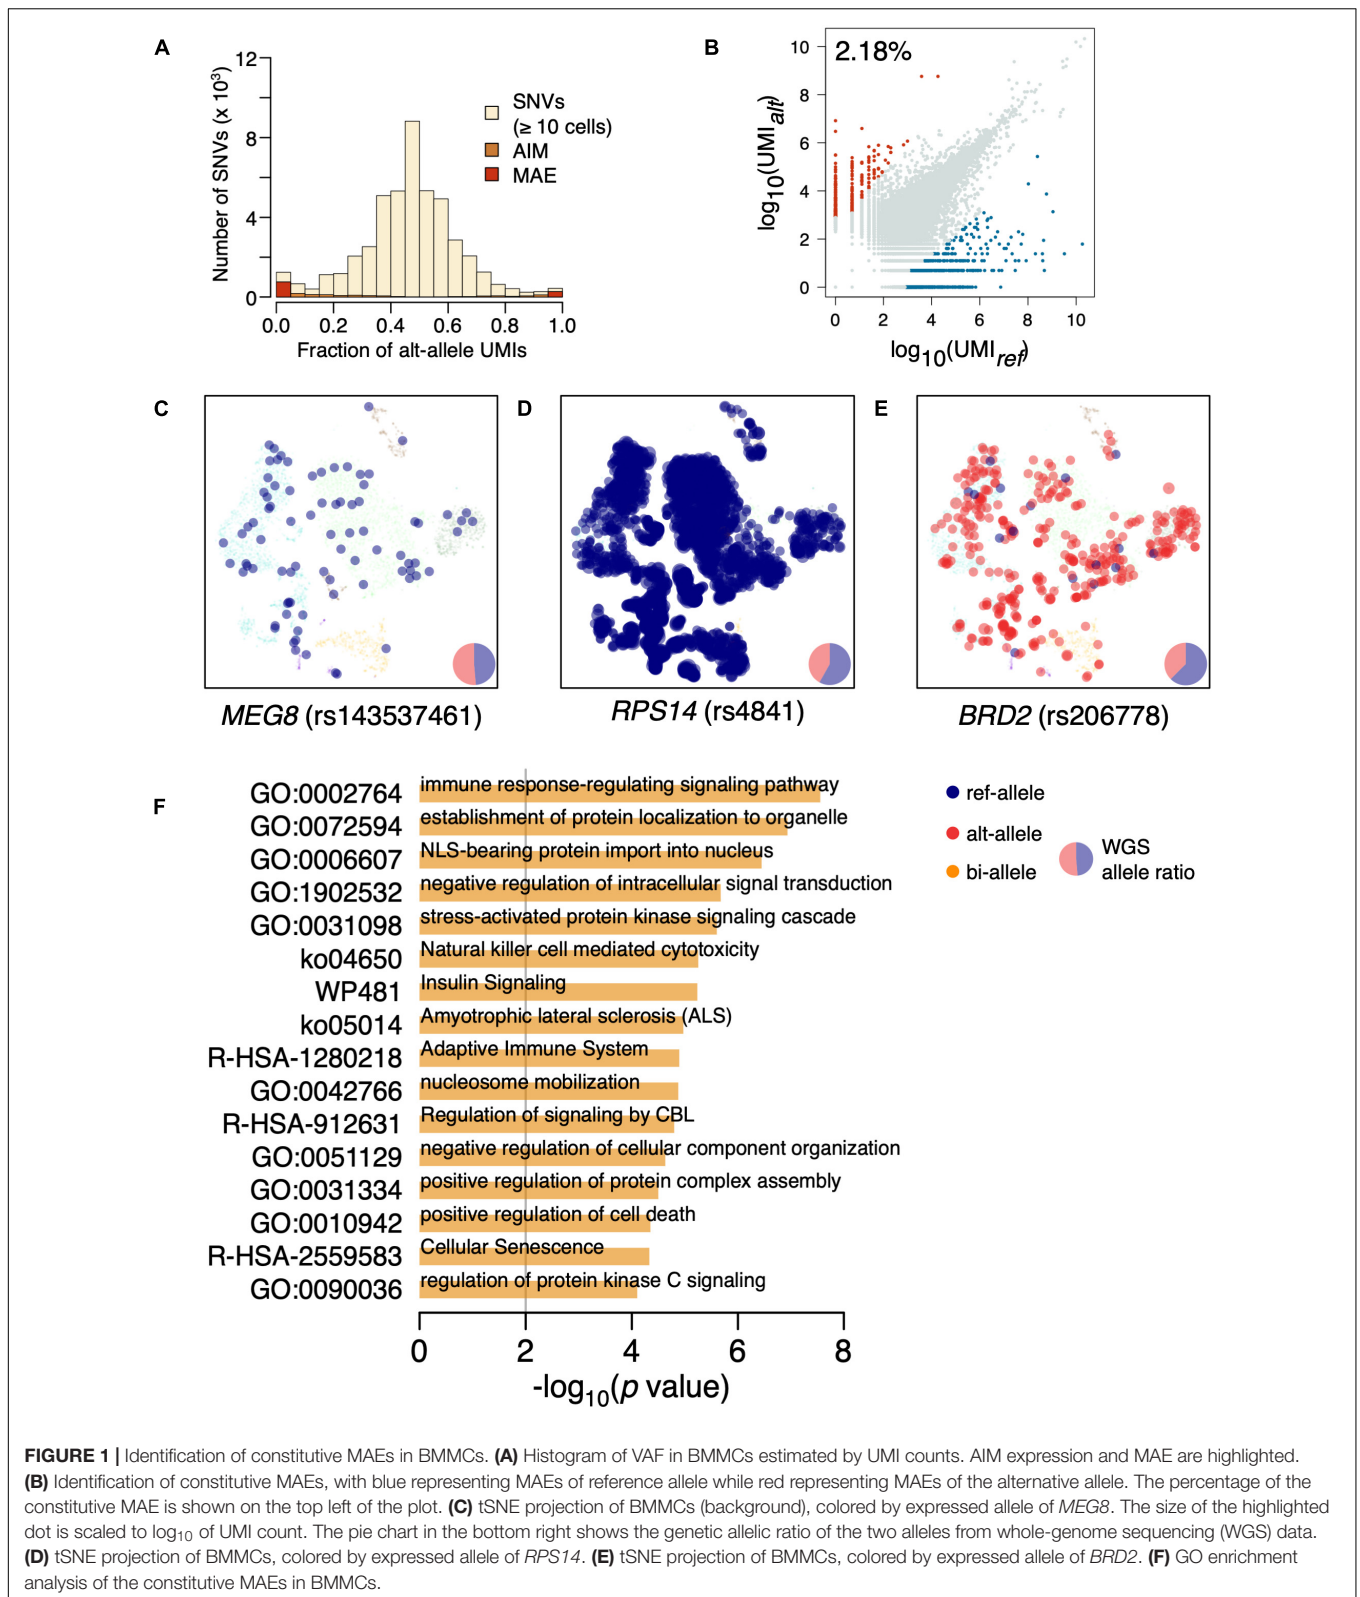 A
12
8
4
0
Number of SNVs (x 10³)
SNVs
(≥ 10 cells)
AIM
MAE
0.0 0.2 0.4 0.6 0.8 1.0
Fraction of alt-allele UMIs
B
2.18%
10
8
6
4
2
0
log10(UMIalt)
0 2 4 6 8 10
log10(UMIref)
C
MEG8 (rs143537461)
D
RPS14 (rs4841)
E
BRD2 (rs206778)
F
GO:0002764 immune response-regulating signaling pathway
GO:0072594 establishment of protein localization to organelle
GO:0006607 NLS-bearing protein import into nucleus
GO:1902532 negative regulation of intracellular signal transduction
GO:0031098 stress-activated protein kinase signaling cascade
ko04650 Natural killer cell mediated cytotoxicity
WP481 Insulin Signaling
ko05014 Amyotrophic lateral sclerosis (ALS)
R-HSA-1280218 Adaptive Immune System
GO:0042766 nucleosome mobilization
R-HSA-912631 Regulation of signaling by CBL
GO:0051129 negative regulation of cellular component organization
GO:0031334 positive regulation of protein complex assembly
GO:0010942 positive regulation of cell death
R-HSA-2559583 Cellular Senescence
GO:0090036 regulation of protein kinase C signaling
0 2 4 6 8
-log10(p value)
ref-allele
alt-allele
bi-allele
WGS
allele ratio
FIGURE 1 | Identification of constitutive MAEs in BMMCs. (A) Histogram of VAF in BMMCs estimated by UMI counts. AIM expression and MAE are highlighted.
(B) Identification of constitutive MAEs, with blue representing MAEs of reference allele while red representing MAEs of the alternative allele. The percentage of the
constitutive MAE is shown on the top left of the plot. (C) tSNE projection of BMMCs (background), colored by expressed allele of MEG8. The size of the highlighted
dot is scaled to log10 of UMI count. The pie chart in the bottom right shows the genetic allelic ratio of the two alleles from whole-genome sequencing (WGS) data.
(D) tSNE projection of BMMCs, colored by expressed allele of RPS14. (E) tSNE projection of BMMCs, colored by expressed allele of BRD2. (F) GO enrichment
analysis of the constitutive MAEs in BMMCs.